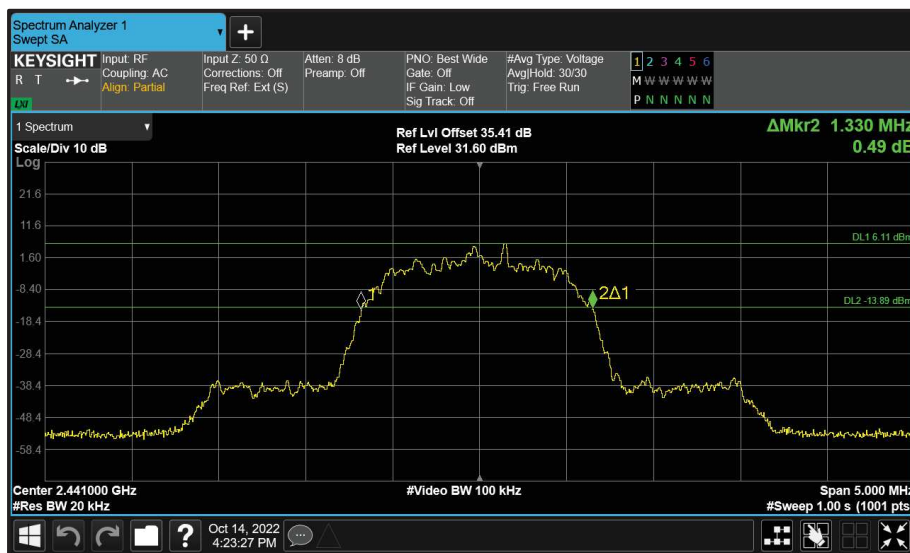 Spectrum Analyzer 1
Swept SA
KEYSIGHT
R T
LXI
Input: RF
Coupling: AC
Align: Partial
Input Z: 50 Ω
Corrections: Off
Freq Ref: Ext (S)
Atten: 8 dB
Preamp: Off
PNO: Best Wide
Gate: Off
IF Gain: Low
Sig Track: Off
#Avg Type: Voltage
Avg|Hold: 30/30
Trig: Free Run
1 2 3 4 5 6
M W W W W W
P N N N N N
1 Spectrum
Scale/Div 10 dB
Log
Ref Lvl Offset 35.41 dB
Ref Level 31.60 dBm
ΔMkr2 1.330 MHz
0.49 dB
21.6
11.6
DL1 6.11 dBm
1.60
-8.40
1
2Δ1
DL2 -13.89 dBm
-18.4
-28.4
-38.4
-48.4
-58.4
Center 2.441000 GHz
#Res BW 20 kHz
#Video BW 100 kHz
Span 5.000 MHz
#Sweep 1.00 s (1001 pts
?
Oct 14, 2022
4:23:27 PM